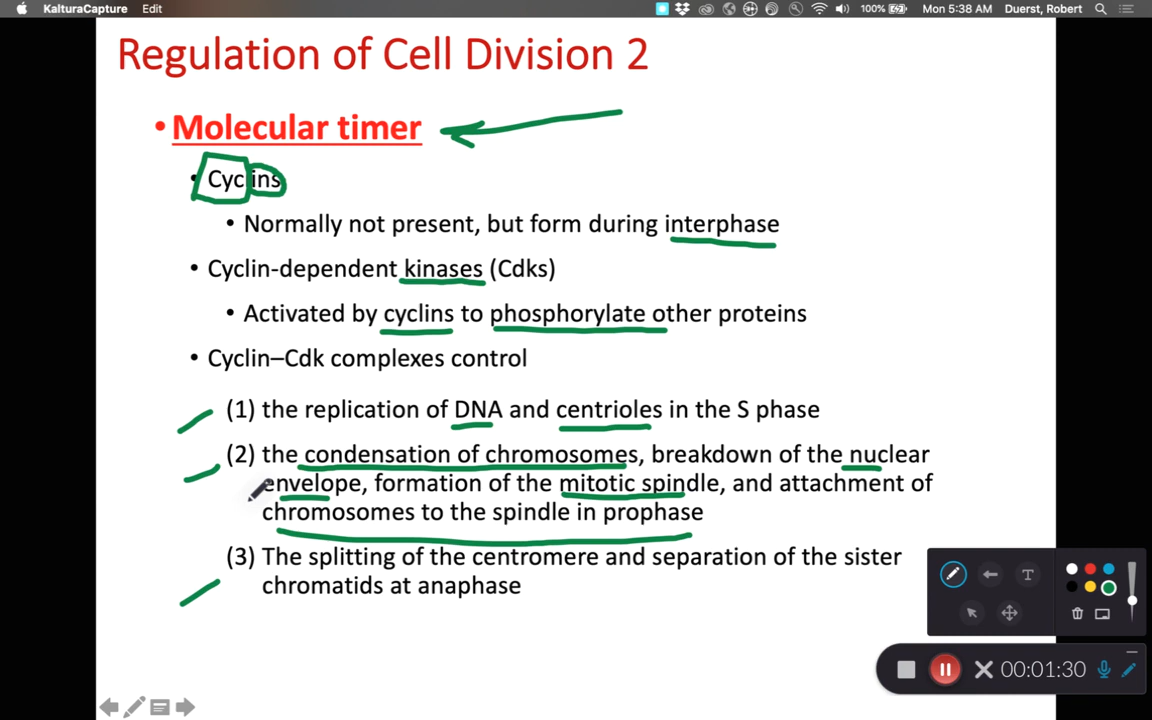 KalturaCapture Edit 100% Mon 5:38 AM Duerst, Robert
Regulation of Cell Division 2
• Molecular timer
• Cyclins
• Normally not present, but form during interphase
• Cyclin-dependent kinases (Cdks)
• Activated by cyclins to phosphorylate other proteins
• Cyclin–Cdk complexes control
(1) the replication of DNA and centrioles in the S phase
(2) the condensation of chromosomes, breakdown of the nuclear
envelope, formation of the mitotic spindle, and attachment of
chromosomes to the spindle in prophase
(3) The splitting of the centromere and separation of the sister
chromatids at anaphase
T
00:01:30